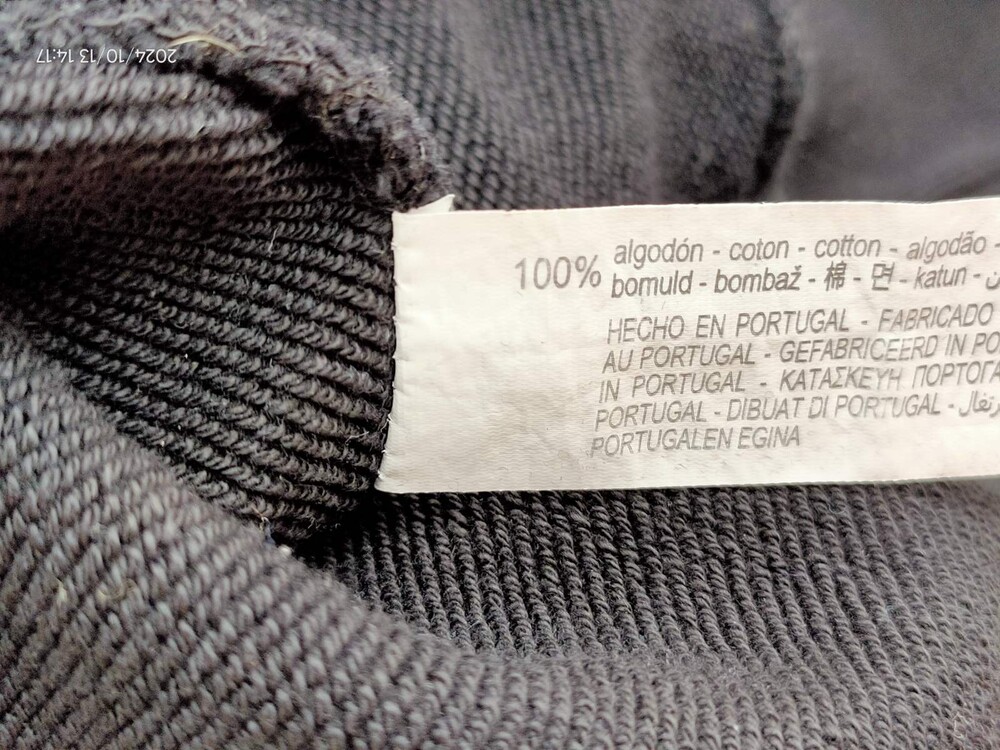 2024/10/13 14:17
100% algodón - coton - cotton - algodão -
bomuld - bombaž - 棉 - 면 - katun -
HECHO EN PORTUGAL - FABRICADO
AU PORTUGAL - GEFABRICEERD IN PO
IN PORTUGAL - ΚΑΤΑΣΚΕΥΗ ΠΟΡΤΟΓΑ
PORTUGAL - DIBUAT DI PORTUGAL -
PORTUGALEN EGINA